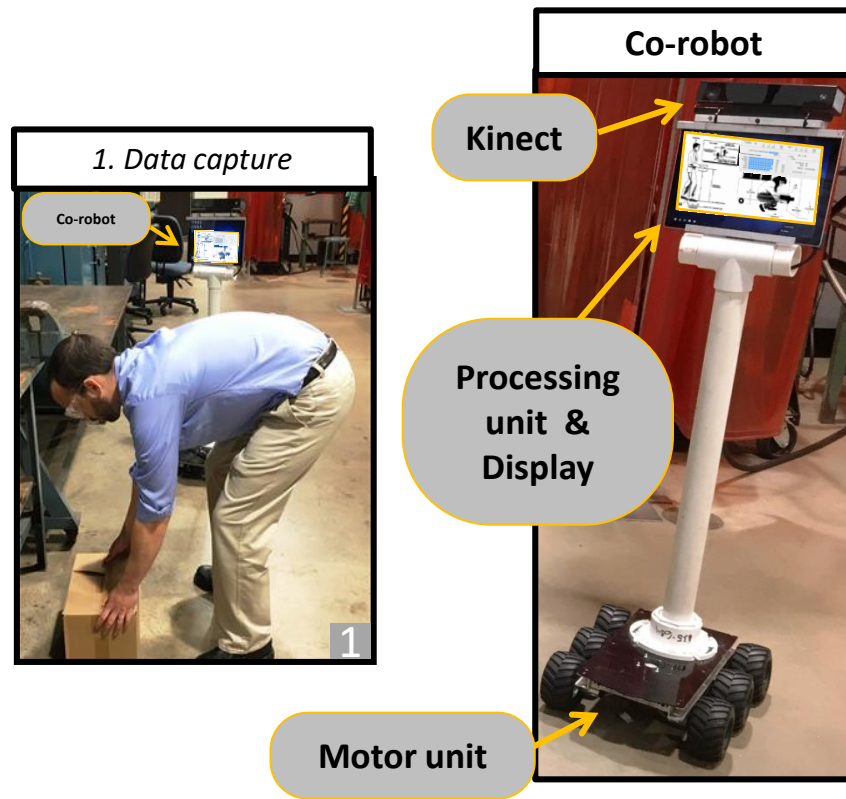 Co-robot
Kinect
1. Data capture
Co-robot
Processing
unit &
Display
1
Motor unit